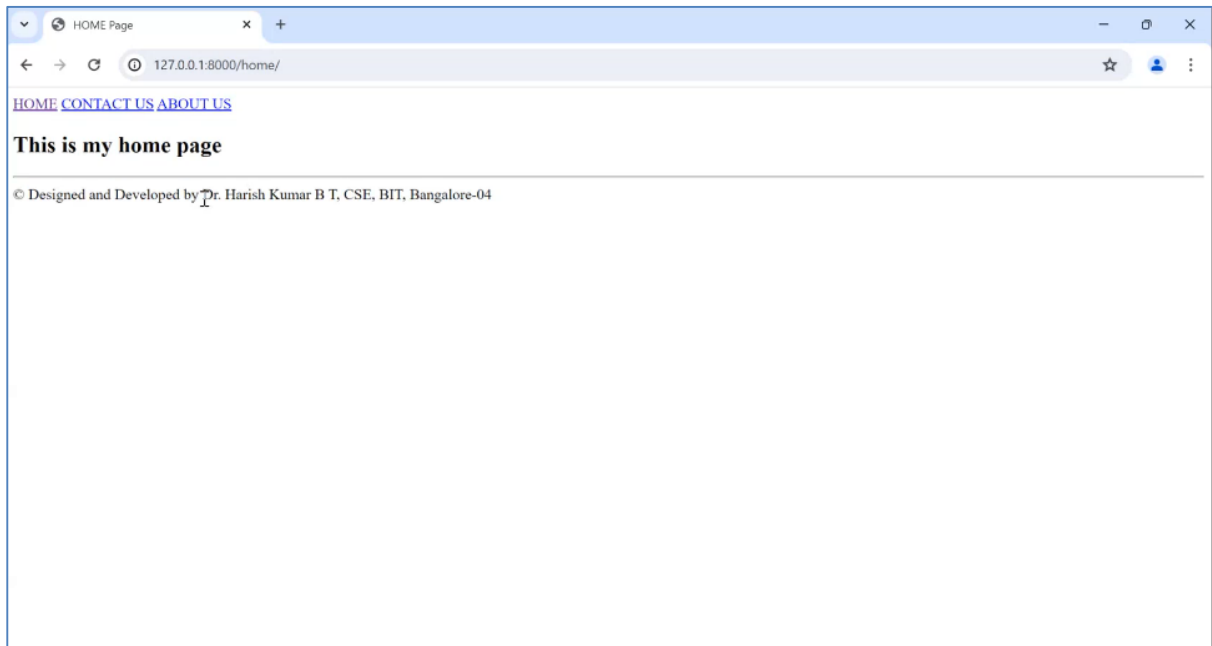 HOME Page
127.0.0.1:8000/home/
HOME CONTACT US ABOUT US
This is my home page
© Designed and Developed by Dr. Harish Kumar B T, CSE, BIT, Bangalore-04